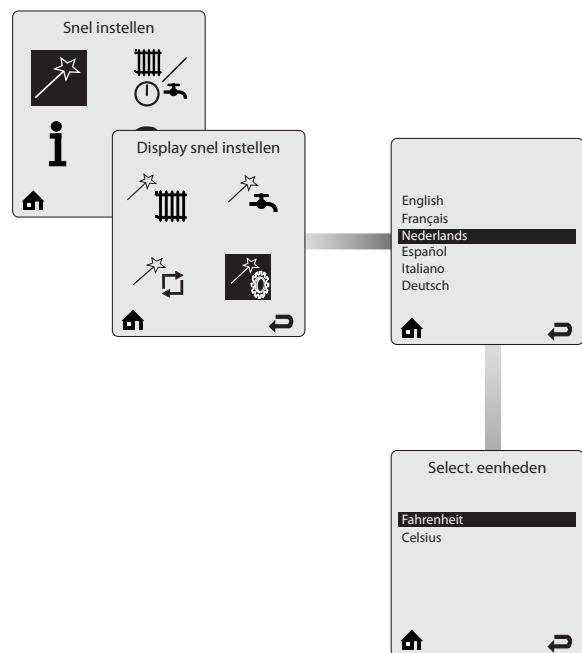 Snel instellen
Display snel instellen
English
Français
Nederlands
Español
Italiano
Deutsch
Select. eenheden
Fahrenheit
Celsius